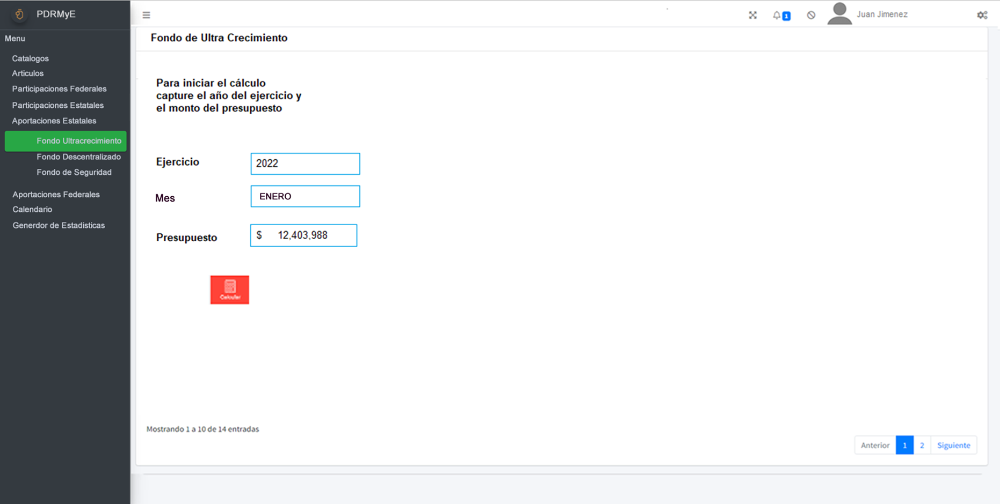 PDRMyE
1
Juan Jimenez
Menu
Catalogos
Articulos
Participaciones Federales
Participaciones Estatales
Aportaciones Estatales
Fondo Ultracrecimiento
Fondo Descentralizado
Fondo de Seguridad
Aportaciones Federales
Calendario
Generdor de Estadisticas
Fondo de Ultra Crecimiento
Para iniciar el cálculo
capture el año del ejercicio y
el monto del presupuesto
Ejercicio 2022
Mes ENERO
Presupuesto $ 12,403,988
Calcular
Mostrando 1 a 10 de 14 entradas
Anterior 1 2 Siguiente